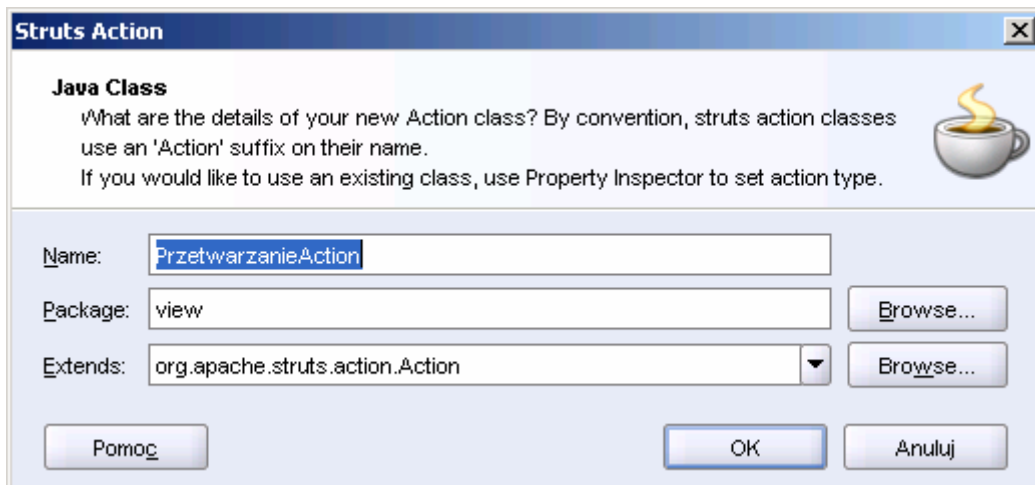 Struts Action
Java Class
What are the details of your new Action class? By convention, struts action classes
use an 'Action' suffix on their name.
If you would like to use an existing class, use Property Inspector to set action type.
Name: PrzetwarzanieAction
Package: view Browse...
Extends: org.apache.struts.action.Action Browse...
Pomoc OK Anuluj